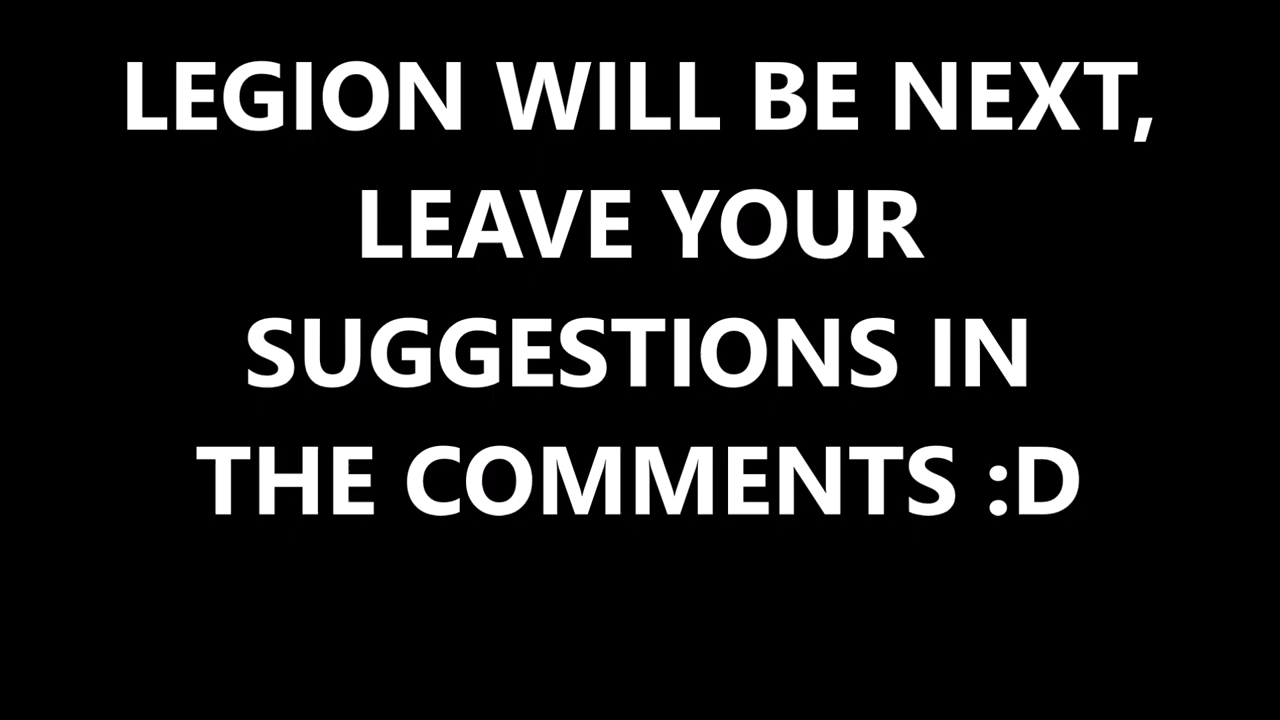 LEGION WILL BE NEXT,
LEAVE YOUR
SUGGESTIONS IN
THE COMMENTS :D